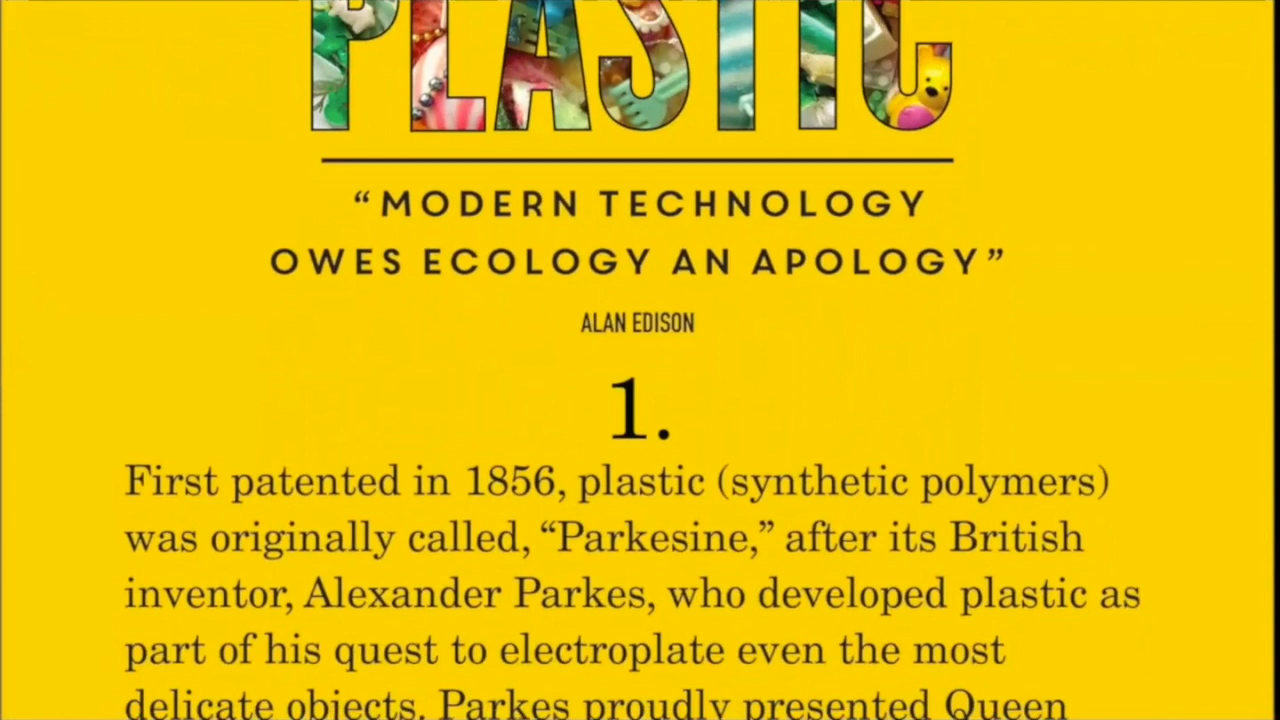 PLASTIC
“MODERN TECHNOLOGY
OWES ECOLOGY AN APOLOGY”
ALAN EDISON
1.
First patented in 1856, plastic (synthetic polymers)
was originally called, “Parkesine,” after its British
inventor, Alexander Parkes, who developed plastic as
part of his quest to electroplate even the most
delicate objects. Parkes proudly presented Queen